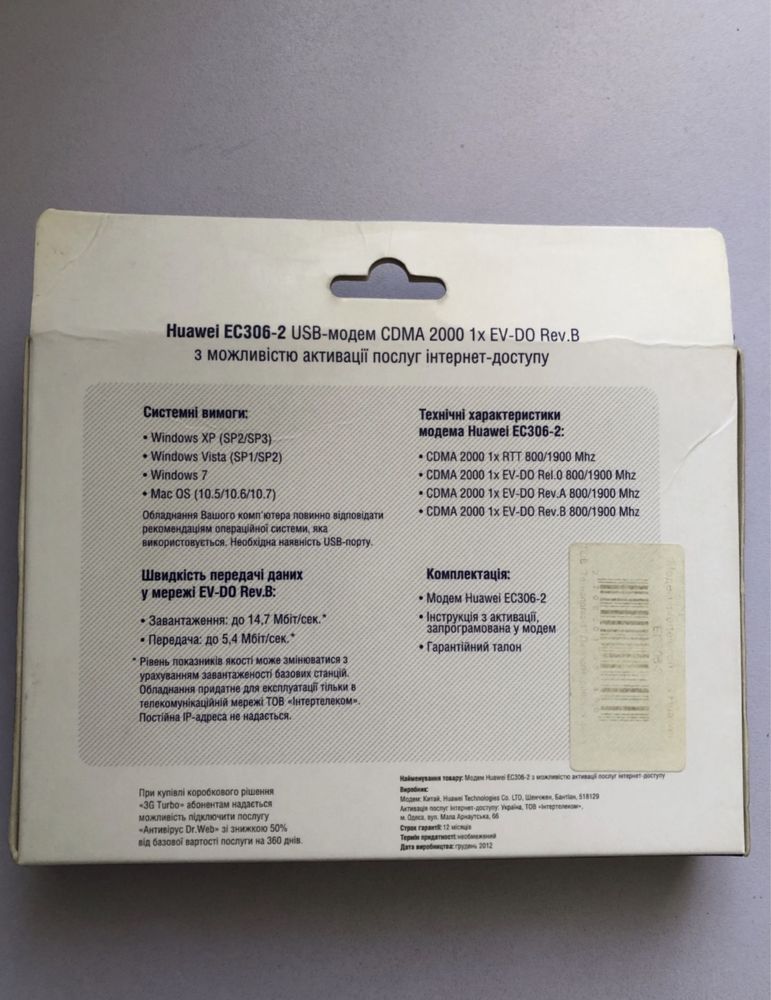 Huawei EC306-2 USB-модем CDMA 2000 1x EV-DO Rev.B
з можливістю активації послуг інтернет-доступу
Системні вимоги:
• Windows XP (SP2/SP3)
• Windows Vista (SP1/SP2)
• Windows 7
• Mac OS (10.5/10.6/10.7)
Обладнання Вашого комп'ютера повинно відповідати
рекомендаціям операційної системи, яка
використовується. Необхідна наявність USB-порту.
Швидкість передачі даних
у мережі EV-DO Rev.B:
• Завантаження: до 14,7 Мбіт/сек.*
• Передача: до 5,4 Мбіт/сек.*
* Рівень показників якості може змінюватися з
урахуванням завантаженості базових станцій.
Обладнання придатне для експлуатації тільки в
телекомунікаційній мережі ТОВ «Інтертелеком».
Постійна IP-адреса не надається.
Технічні характеристики
модема Huawei EC306-2:
• CDMA 2000 1x RTT 800/1900 Mhz
• CDMA 2000 1x EV-DO Rel.0 800/1900 Mhz
• CDMA 2000 1x EV-DO Rev.A 800/1900 Mhz
• CDMA 2000 1x EV-DO Rev.B 800/1900 Mhz
Комплектація:
• Модем Huawei EC306-2
• Інструкція з активації,
запрограмована у модем
• Гарантійний талон
При купівлі коробкового рішення
«3G Turbo» абонентам надається
можливість підключити послугу
«Антивірус Dr.Web» зі знижкою 50%
від базової вартості послуги на 360 днів.
Найменування товару: Модем Huawei EC306-2 з можливістю активації послуг інтернет-доступу
Виробник:
Модем: Китай, Huawei Technologies Co. LTD, Шенчжен, Бантіан, 518129
Активація послуг інтернет-доступу: Україна, ТОВ «Інтертелеком»,
м. Одеса, вул. Мала Арнаутська, 66
Строк гарантії: 12 місяців
Термін придатності: необмежений
Дата виробництва: грудень 2012